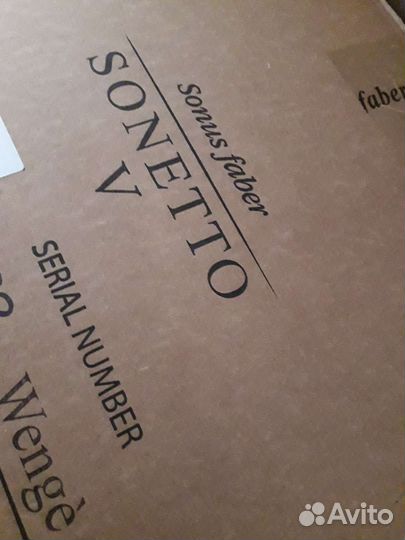 Sonus faber
SONETTO
V
faber
SERIAL NUMBER
Wengè
Avito